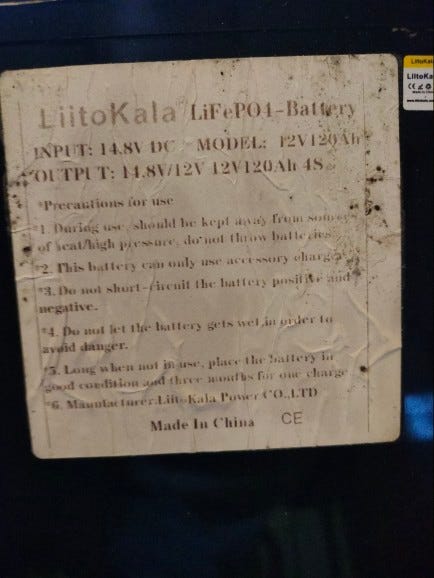 LiitoKala LiFePO4-Battery
INPUT: 14.8V DC MODEL: 12V120Ah
OUTPUT: 14.8V/12V 12V120Ah 4S
*Precautions for use
*1. During use, should be kept away from source
of heat/high pressure, do not throw batteries
*2. This battery can only use accessory charger
*3. Do not short-circuit the battery positive and
negative.
*4. Do not let the battery gets wet,in order to
avoid danger.
*5. Long when not in use, place the battery in
good condition and three months for one charge
*6. Manufacturer:Liito Kala Power CO.,LTD
Made In China CE
LiitoKala
LiitoKala
CE